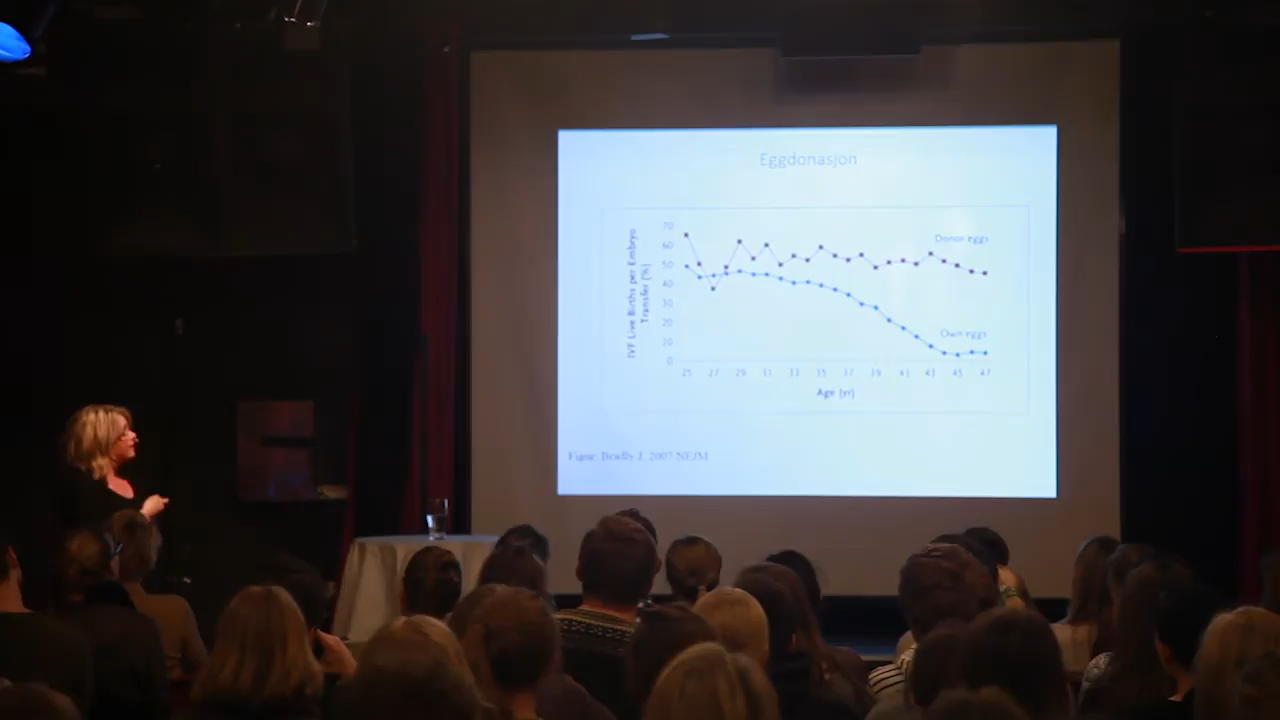 Eggdonasjon
IVF Live Births per Embryo
Transfer (%)
70
60
50
40
30
20
10
0
Donor eggs
Own eggs
25 27 29 31 33 35 37 39 41 43 45 47
Age (yr)
Figur: J. 2007 NEJM